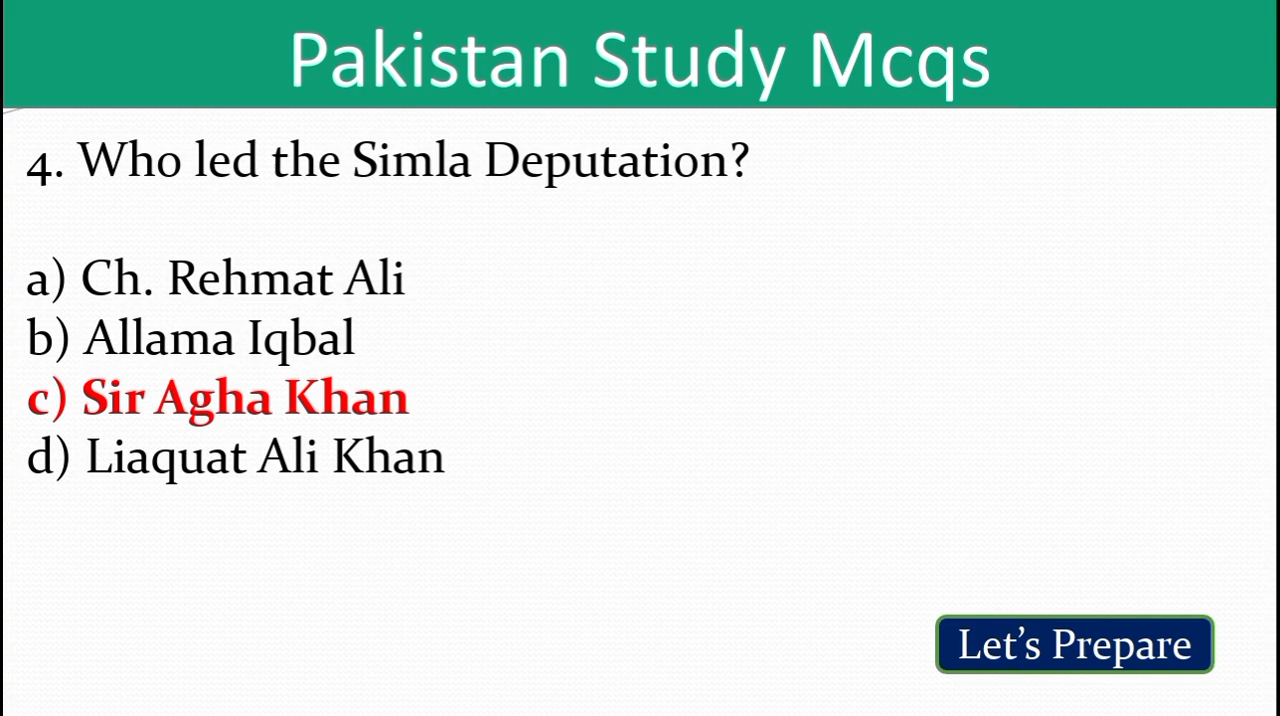 Pakistan Study Mcqs
4. Who led the Simla Deputation?
a) Ch. Rehmat Ali
b) Allama Iqbal
c) Sir Agha Khan
d) Liaquat Ali Khan
Let's Prepare